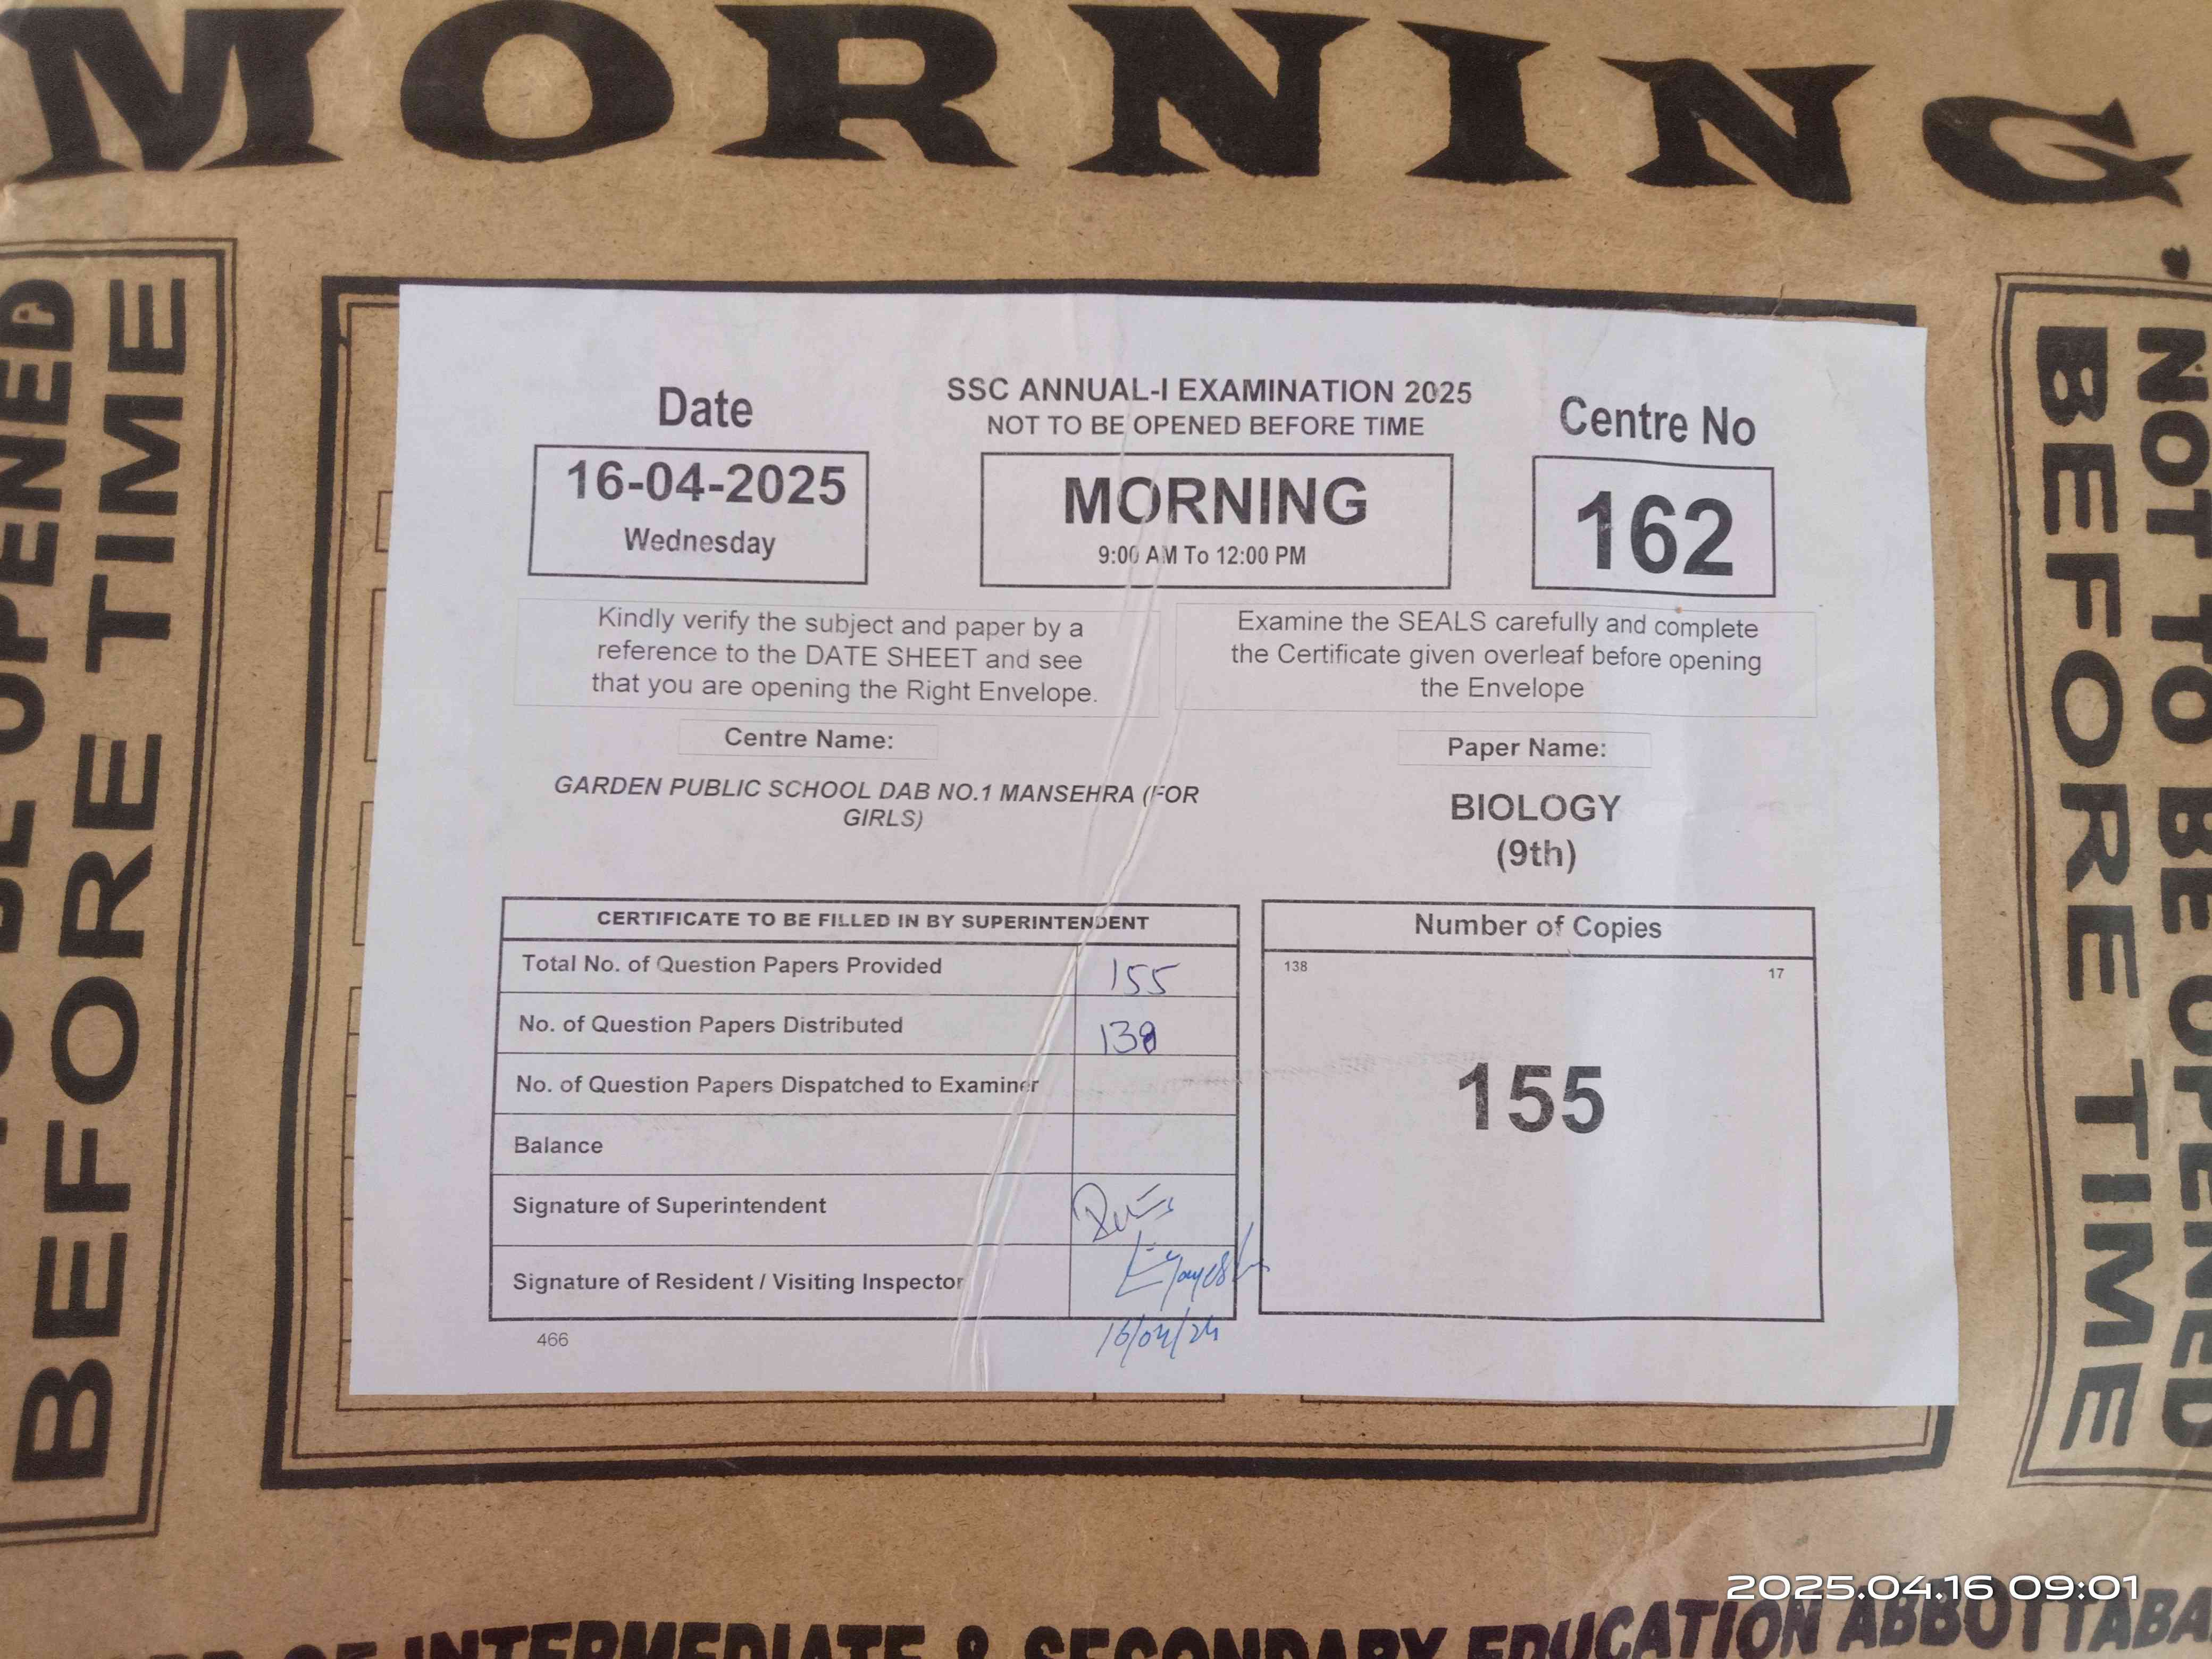 MORNING
OPENED
BEFORE TIME
NOT TO BE OPENED
BEFORE TIME
Date
16-04-2025
Wednesday
SSC ANNUAL-I EXAMINATION 2025
NOT TO BE OPENED BEFORE TIME
MORNING
9:00 AM To 12:00 PM
Centre No
162
Kindly verify the subject and paper by a
reference to the DATE SHEET and see
that you are opening the Right Envelope.
Examine the SEALS carefully and complete
the Certificate given overleaf before opening
the Envelope
Centre Name:
GARDEN PUBLIC SCHOOL DAB NO.1 MANSEHRA (FOR
GIRLS)
Paper Name:
BIOLOGY
(9th)
CERTIFICATE TO BE FILLED IN BY SUPERINTENDENT
Total No. of Question Papers Provided 155
No. of Question Papers Distributed 138
No. of Question Papers Dispatched to Examiner
Balance
Signature of Superintendent
Signature of Resident / Visiting Inspector
466
Number of Copies
138 17
155
2025.04.16 09:01
OF INTERMEDIATE & SECONDARY EDUCATION ABBOTTABA